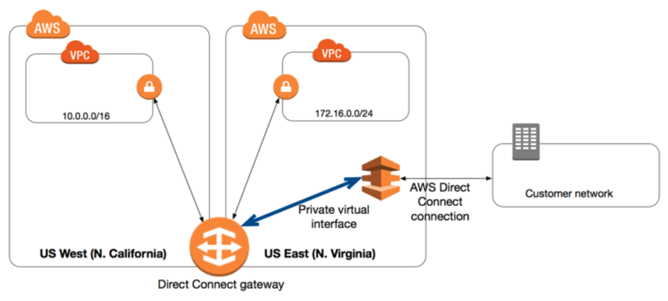 AWS
AWS
VPC
VPC
10.0.0.0/16
172.16.0.0/24
AWS Direct
Connect
connection
Customer network
Private virtual
interface
US West (N. California)
US East (N. Virginia)
Direct Connect gateway